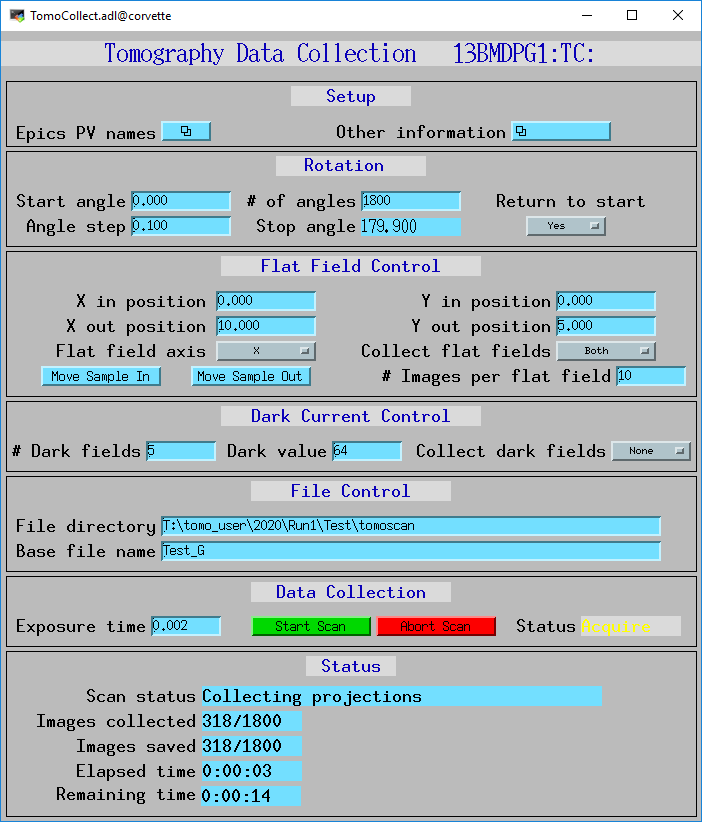 TomoCollect.adl@corvette
Tomography Data Collection 13BMDPG1:TC:
Setup
Epics PV names Other information
Rotation
Start angle 0.000 # of angles 1800 Return to start
Angle step 0.100 Stop angle 179.900 Yes
Flat Field Control
X in position 0.000 Y in position 0.000
X out position 10.000 Y out position 5.000
Flat field axis X Collect flat fields Both
Move Sample In Move Sample Out # Images per flat field 10
Dark Current Control
# Dark fields 5 Dark value 64 Collect dark fields None
File Control
File directory T:\tomo_user\2020\Run1\Test\tomoscan
Base file name Test_G
Data Collection
Exposure time 0.002 Start Scan Abort Scan Status Acquire
Status
Scan status Collecting projections
Images collected 318/1800
Images saved 318/1800
Elapsed time 0:00:03
Remaining time 0:00:14